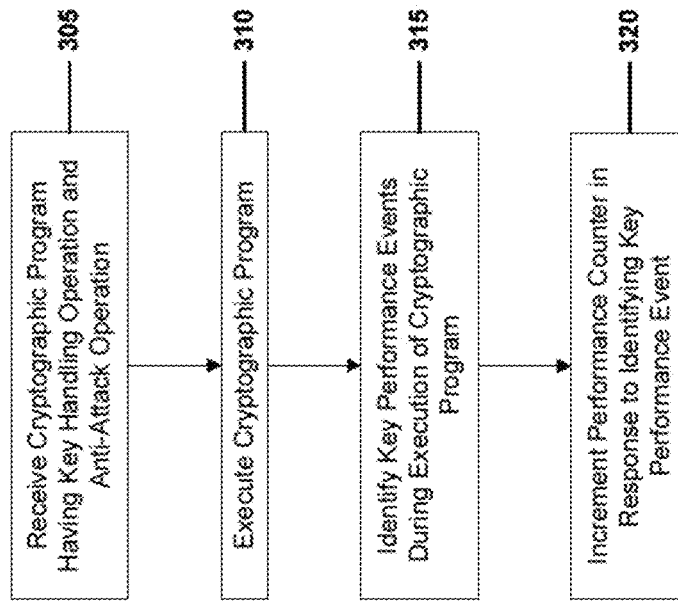 Receive Cryptographic Program
Having Key Handling Operation and
Anti-Attack Operation
305
Execute Cryptographic Program
310
Identify Key Performance Events
During Execution of Cryptographic
Program
315
Increment Performance Counter in
Response to Identifying Key
Performance Event
320